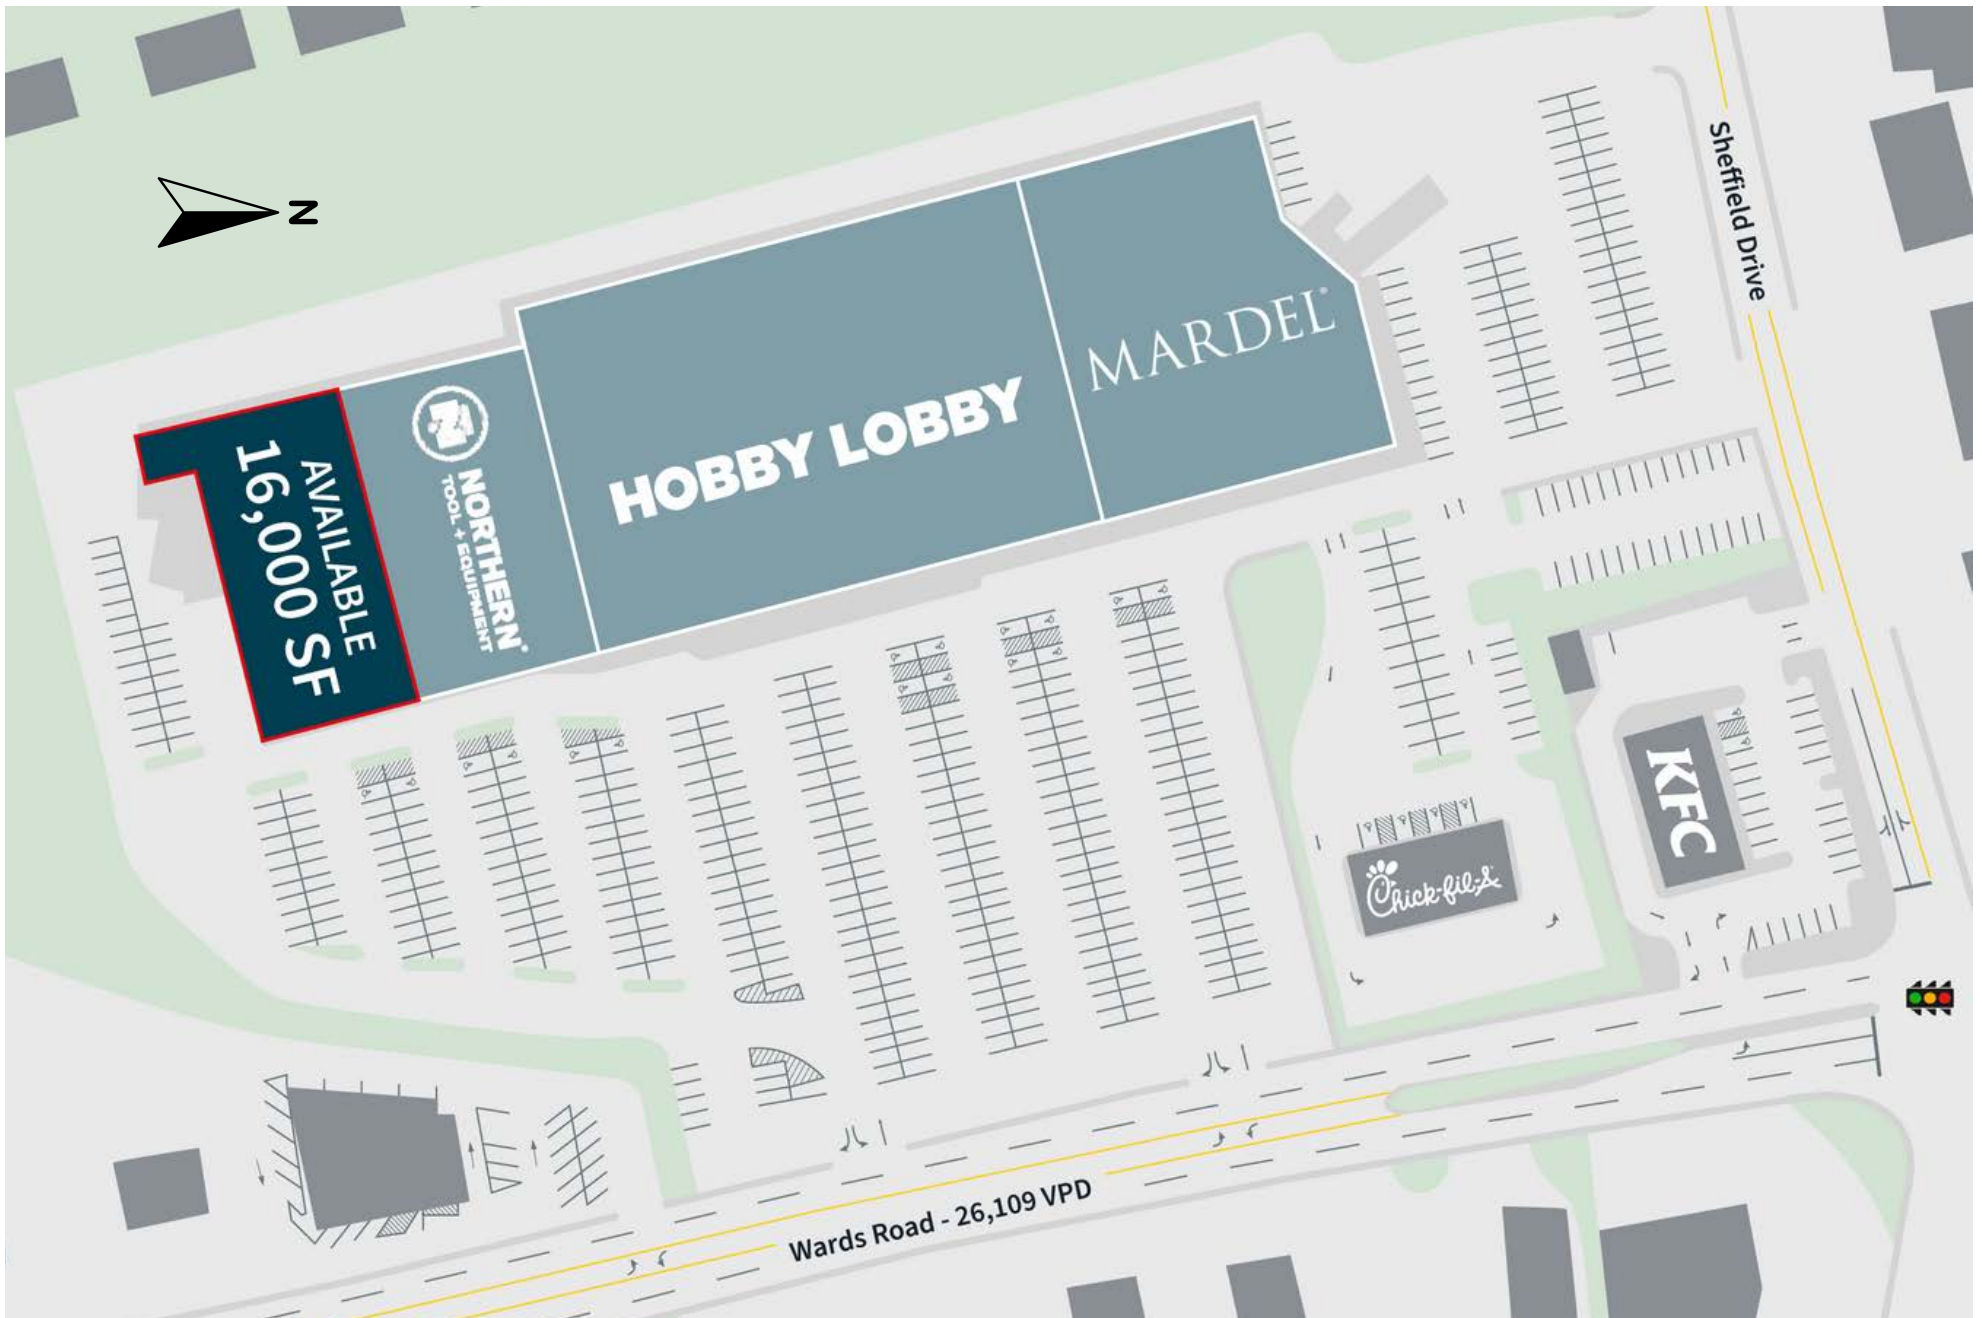 Sheffield Drive
N
MARDEL®
HOBBY LOBBY
N
NORTHERN®
TOOL + EQUIPMENT
AVAILABLE
16,000 SF
KFC
Chick-fil-A®
Wards Road - 26,109 VPD